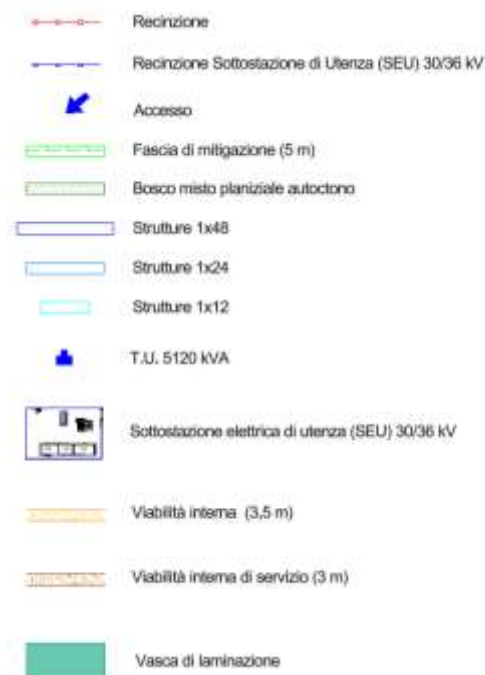 Recinzione
Recinzione Sottostazione di Utenza (SEU) 30/36 kV
Accesso
Fascia di mitigazione (5 m)
Bosco misto planiziale autoctono
Strutture 1x48
Strutture 1x24
Strutture 1x12
T.U. 5120 kVA
Sottostazione elettrica di utenza (SEU) 30/36 kV
Viabilità interna (3,5 m)
Viabilità interna di servizio (3 m)
Vasca di laminazione